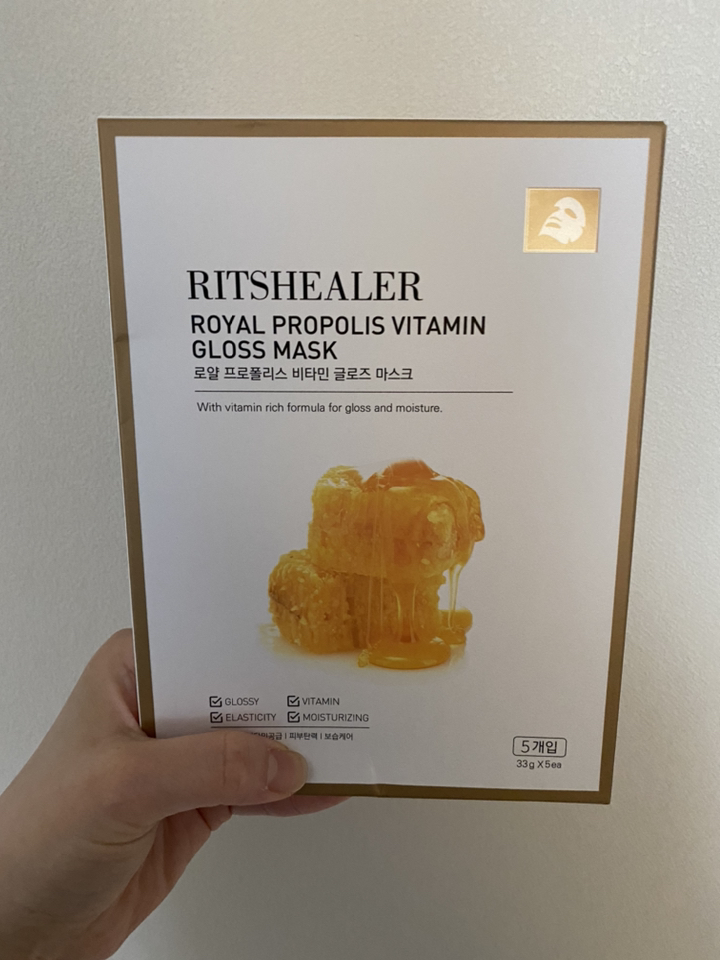 RITSHEALER
ROYAL PROPOLIS VITAMIN
GLOSS MASK
로얄 프로폴리스 비타민 글로즈 마스크
With vitamin rich formula for gloss and moisture.
GLOSSY VITAMIN
ELASTICITY MOISTURIZING
| 피부탄력 | 보습케어
5개입
33g X 5ea